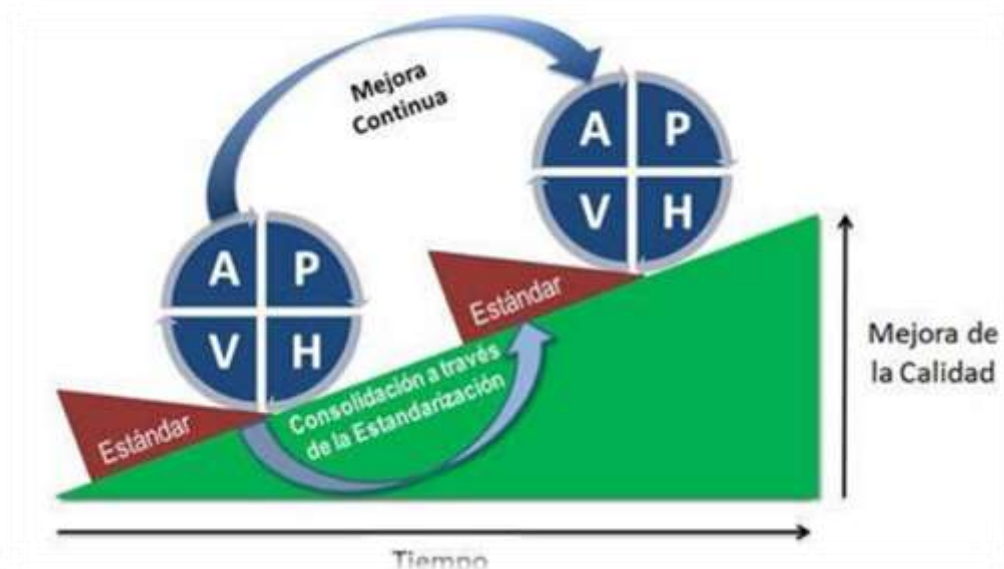 Mejora
Continua
A P
V H
A P
V H
Estándar
Estándar
Consolidación a través
de la Estandarización
Mejora de
la Calidad
Tiempo